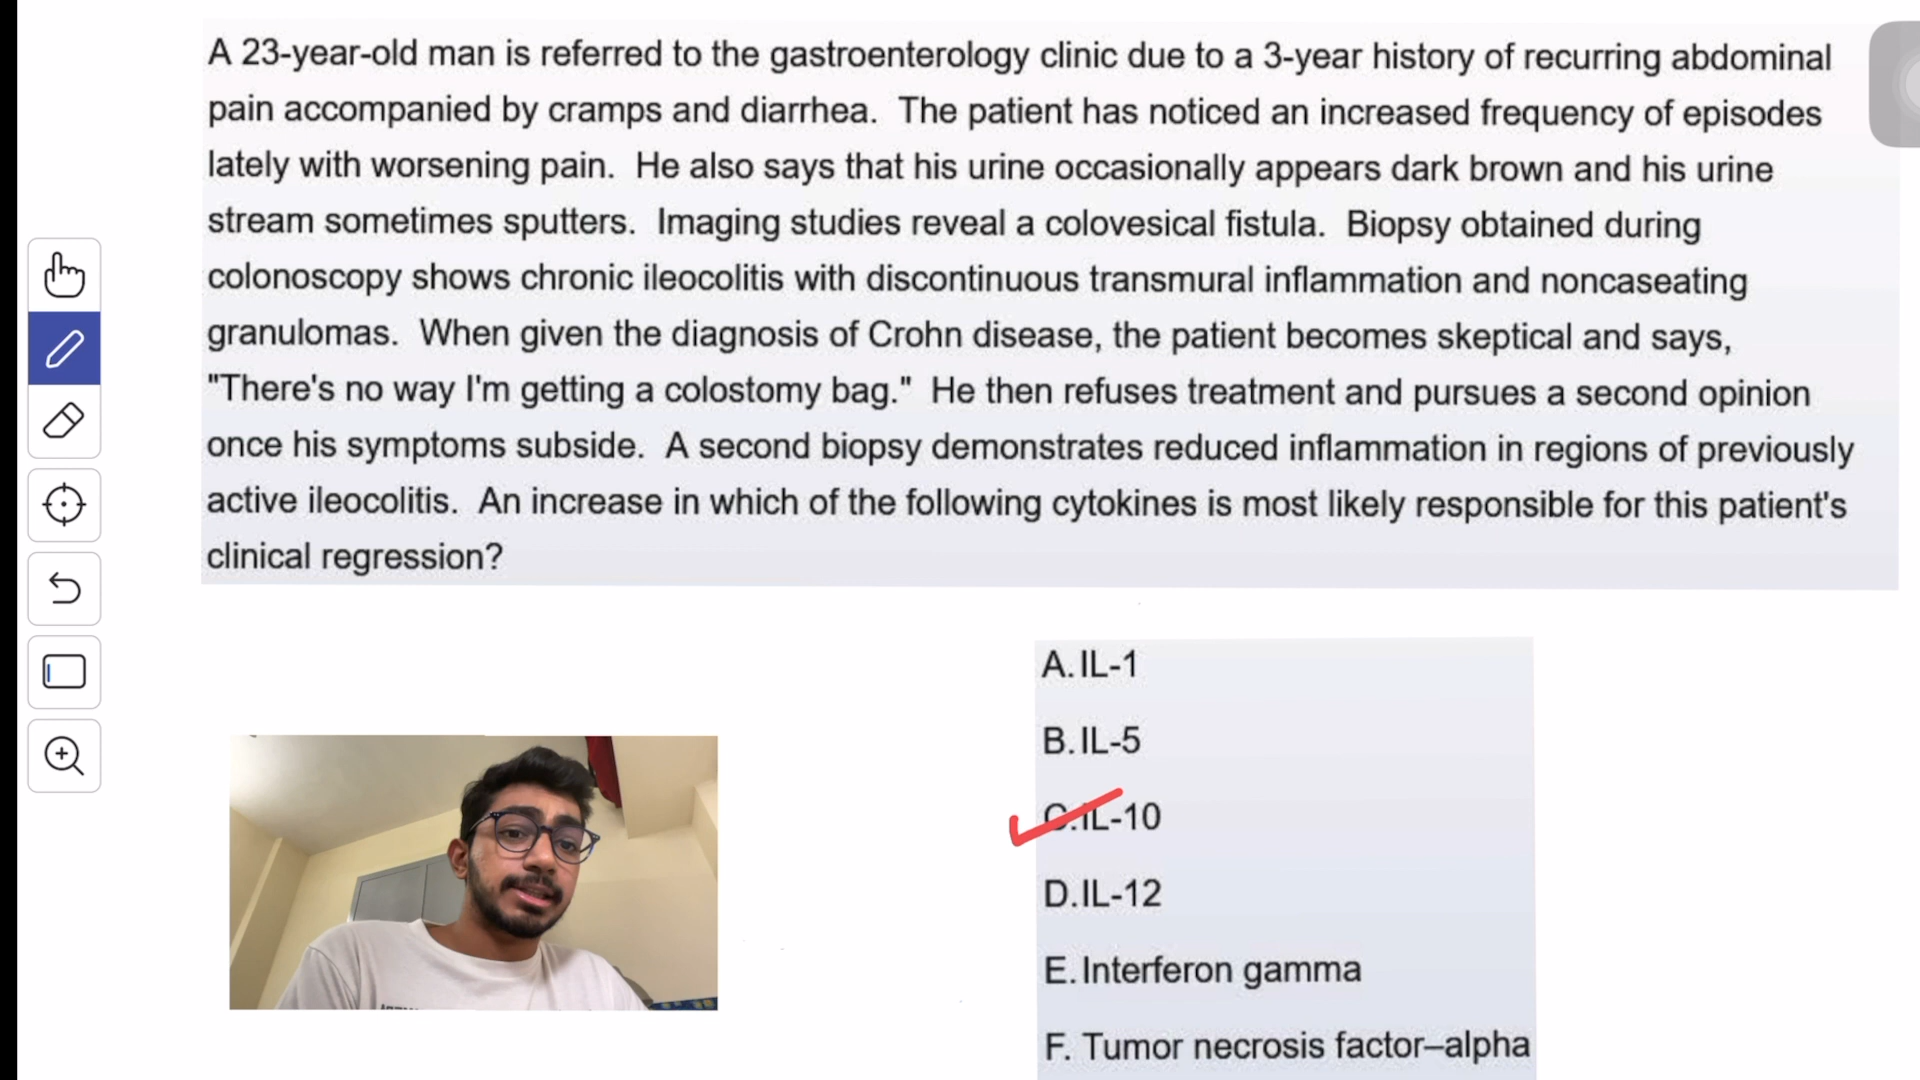 A 23-year-old man is referred to the gastroenterology clinic due to a 3-year history of recurring abdominal
pain accompanied by cramps and diarrhea.  The patient has noticed an increased frequency of episodes
lately with worsening pain.  He also says that his urine occasionally appears dark brown and his urine
stream sometimes sputters.  Imaging studies reveal a colovesical fistula.  Biopsy obtained during
colonoscopy shows chronic ileocolitis with discontinuous transmural inflammation and noncaseating
granulomas.  When given the diagnosis of Crohn disease, the patient becomes skeptical and says,
"There's no way I'm getting a colostomy bag."  He then refuses treatment and pursues a second opinion
once his symptoms subside.  A second biopsy demonstrates reduced inflammation in regions of previously
active ileocolitis.  An increase in which of the following cytokines is most likely responsible for this patient's
clinical regression?
A. IL-1
B. IL-5
C. IL-10
D. IL-12
E. Interferon gamma
F. Tumor necrosis factor–alpha